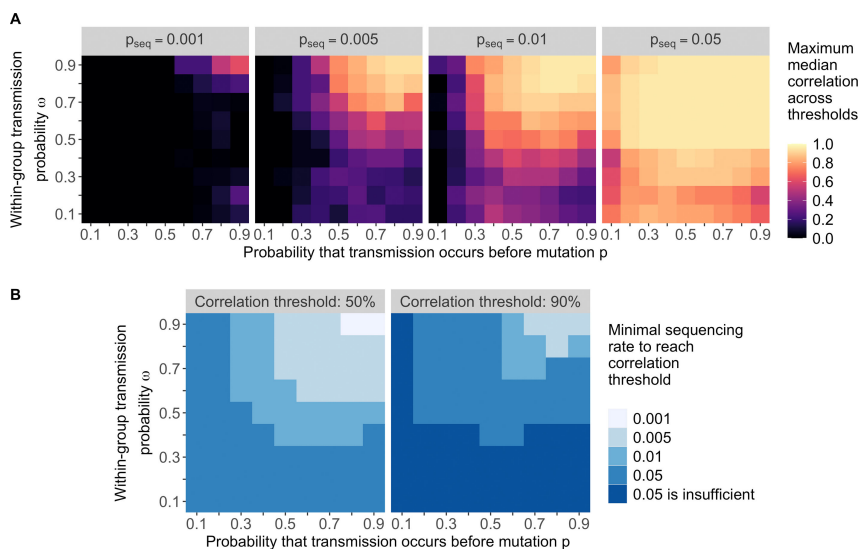 A
p_seq = 0.001
p_seq = 0.005
p_seq = 0.01
p_seq = 0.05
Within-group transmission
probability ω
0.9
0.7
0.5
0.3
0.1
0.1 0.3 0.5 0.7 0.9
0.1 0.3 0.5 0.7 0.9
0.1 0.3 0.5 0.7 0.9
0.1 0.3 0.5 0.7 0.9
Probability that transmission occurs before mutation p
Maximum
median
correlation
across
thresholds
1.0
0.8
0.6
0.4
0.2
0.0
B
Correlation threshold: 50%
Correlation threshold: 90%
Within-group transmission
probability ω
0.9
0.7
0.5
0.3
0.1
0.1 0.3 0.5 0.7 0.9
0.1 0.3 0.5 0.7 0.9
Probability that transmission occurs before mutation p
Minimal sequencing
rate to reach
correlation
threshold
0.001
0.005
0.01
0.05
0.05 is insufficient